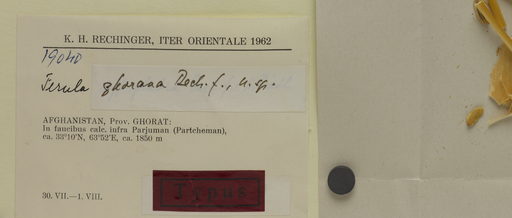 K. H. RECHINGER, ITER ORIENTALE 1962
19040
Ferula ghorana Rech. f., n. sp.
AFGHANISTAN, Prov. GHORAT:
In faucibus calc. infra Parjuman (Partcheman),
ca. 33°10'N, 63°52'E, ca. 1850 m
Typus
30. VII.—1. VIII.